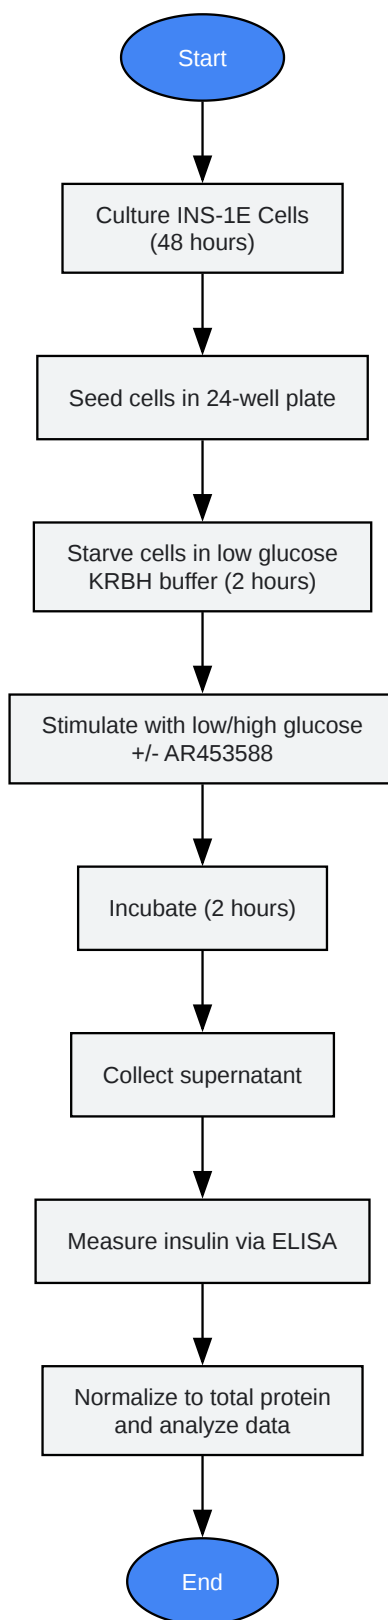 Start
Culture INS-1E Cells
(48 hours)
Seed cells in 24-well plate
Starve cells in low glucose
KRBH buffer (2 hours)
Stimulate with low/high glucose
+/- AR453588
Incubate (2 hours)
Collect supernatant
Measure insulin via ELISA
Normalize to total protein
and analyze data
End